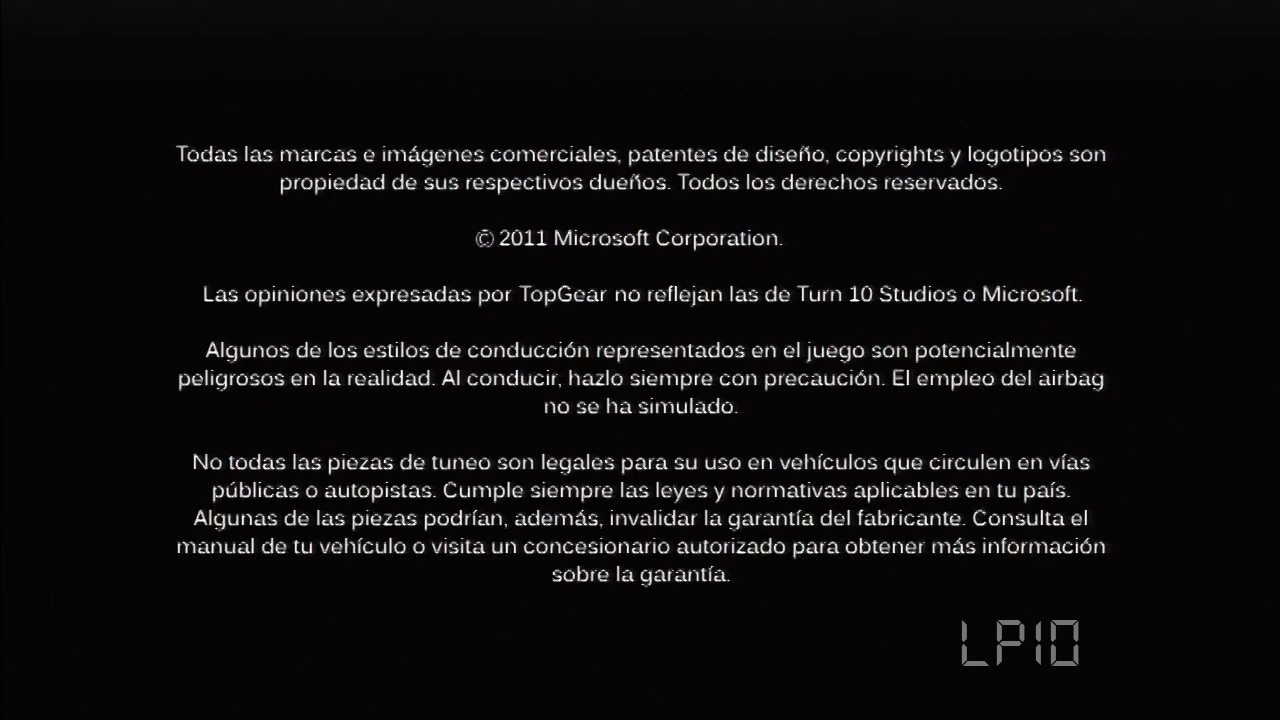 Todas las marcas e imágenes comerciales, patentes de diseño, copyrights y logotipos son
propiedad de sus respectivos dueños. Todos los derechos reservados.
© 2011 Microsoft Corporation.
Las opiniones expresadas por TopGear no reflejan las de Turn 10 Studios o Microsoft.
Algunos de los estilos de conducción representados en el juego son potencialmente
peligrosos en la realidad. Al conducir, hazlo siempre con precaución. El empleo del airbag
no se ha simulado.
No todas las piezas de tuneo son legales para su uso en vehículos que circulen en vías
públicas o autopistas. Cumple siempre las leyes y normativas aplicables en tu país.
Algunas de las piezas podrían, además, invalidar la garantía del fabricante. Consulta el
manual de tu vehículo o visita un concesionario autorizado para obtener más información
sobre la garantía.
LP10